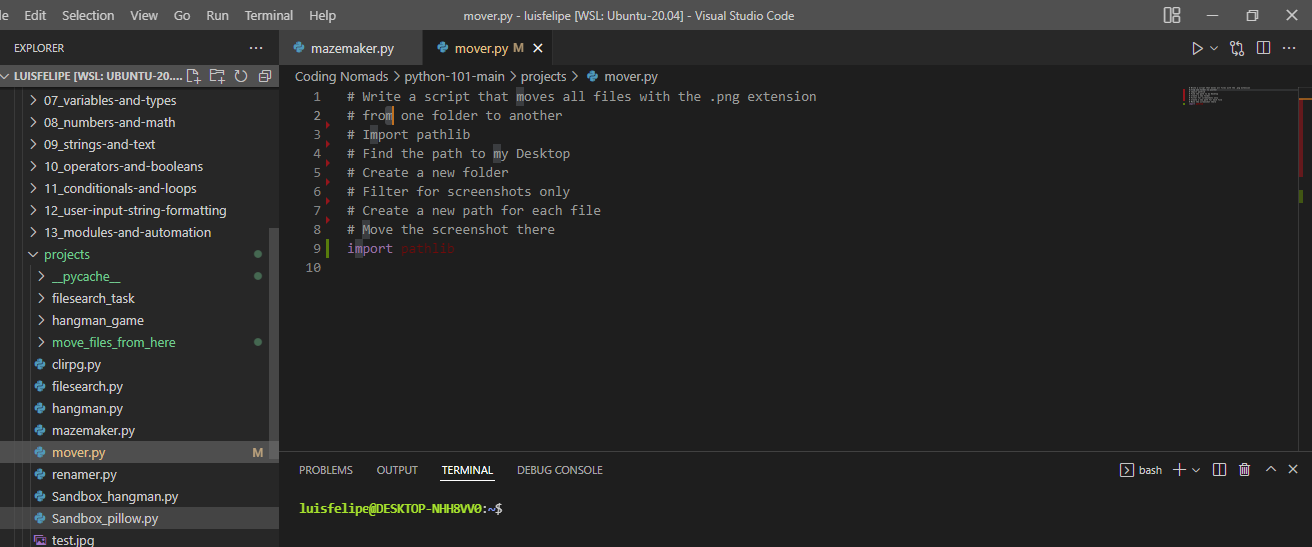 le Edit Selection View Go Run Terminal Help mover.py - luisfelipe [WSL: Ubuntu-20.04] - Visual Studio Code
EXPLORER
LUISFELIPE [WSL: UBUNTU-20....
07_variables-and-types
08_numbers-and-math
09_strings-and-text
10_operators-and-booleans
11_conditionals-and-loops
12_user-input-string-formatting
13_modules-and-automation
projects
__pycache__
filesearch_task
hangman_game
move_files_from_here
clirpg.py
filesearch.py
hangman.py
mazemaker.py
mover.py M
renamer.py
Sandbox_hangman.py
Sandbox_pillow.py
test.jpg
mazemaker.py mover.py M
Coding Nomads > python-101-main > projects > mover.py
1 # Write a script that moves all files with the .png extension
2 # from one folder to another
3 # Import pathlib
4 # Find the path to my Desktop
5 # Create a new folder
6 # Filter for screenshots only
7 # Create a new path for each file
8 # Move the screenshot there
9 import pathlib
10
PROBLEMS OUTPUT TERMINAL DEBUG CONSOLE bash
luisfelipe@DESKTOP-NHH8VV0:~$